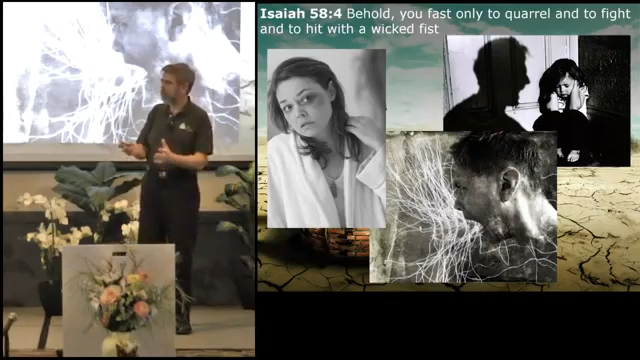 Isaiah 58:4 Behold, you fast only to quarrel and to fight
and to hit with a wicked fist